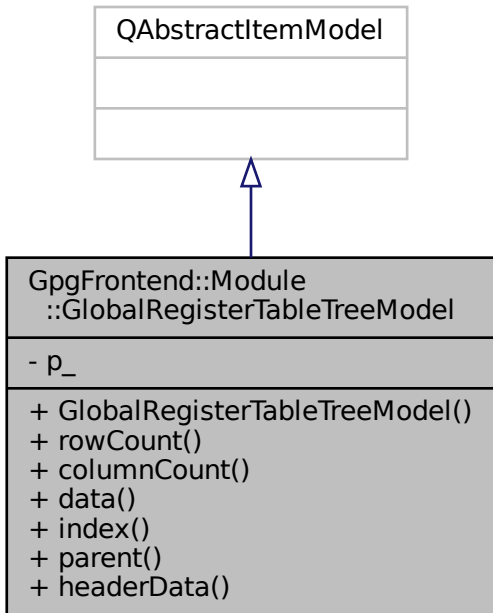 QAbstractItemModel
GpgFrontend::Module
::GlobalRegisterTableTreeModel
- p_
+ GlobalRegisterTableTreeModel()
+ rowCount()
+ columnCount()
+ data()
+ index()
+ parent()
+ headerData()